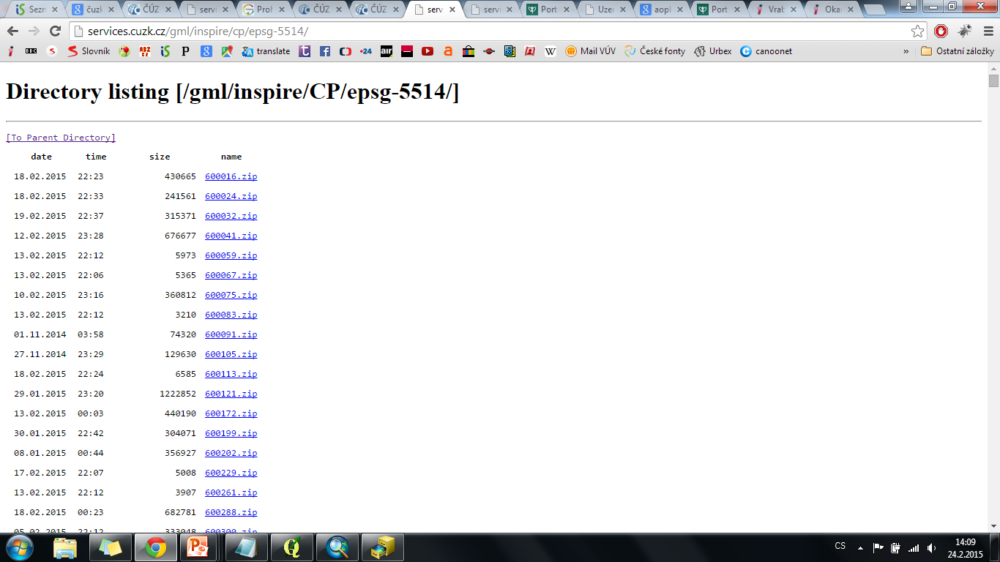 Sezn
čuzk
ČÚZ
servi
Proh
ČÚZ
ČÚZ
serv
servi
Port
Uzen
aopl
Port
Vrab
Okai
services.cuzk.cz/gml/inspire/cp/epsg-5514/
BBC S Slovník iS P translate t 24 air a W Mail VÚV České fonty Urbex canoonet » Ostatní záložky
Directory listing [/gml/inspire/CP/epsg-5514/]
[To Parent Directory]
date time size name
18.02.2015 22:23 430665 600016.zip
18.02.2015 22:33 241561 600024.zip
19.02.2015 22:37 315371 600032.zip
12.02.2015 23:28 676677 600041.zip
13.02.2015 22:12 5973 600059.zip
13.02.2015 22:06 5365 600067.zip
10.02.2015 23:16 360812 600075.zip
13.02.2015 22:12 3210 600083.zip
01.11.2014 03:58 74320 600091.zip
27.11.2014 23:29 129630 600105.zip
18.02.2015 22:24 6585 600113.zip
29.01.2015 23:20 1222852 600121.zip
13.02.2015 00:03 440190 600172.zip
30.01.2015 22:42 304071 600199.zip
08.01.2015 00:44 356927 600202.zip
17.02.2015 22:07 5008 600229.zip
13.02.2015 22:12 3907 600261.zip
18.02.2015 00:23 682781 600288.zip
05.02.2015 22:12 333048 600300.zip
CS 14:09
24.2.2015